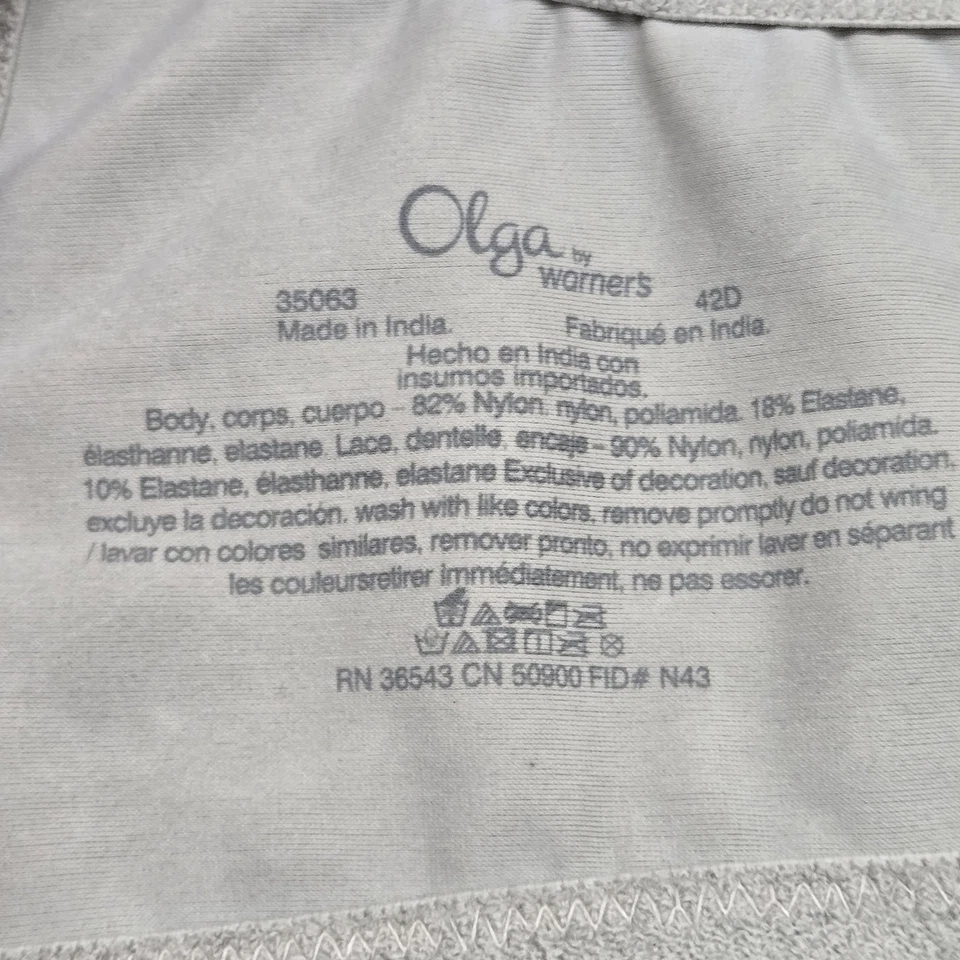 Olga by
warner's
35063 42D
Made in India. Fabriqué en India.
Hecho en India con
insumos importados.
Body, corps, cuerpo - 82% Nylon, nylon, poliamida. 18% Elastane,
élasthanne, elastane. Lace, dentelle, encaje - 90% Nylon, nylon, poliamida.
10% Elastane, élasthanne, elastane Exclusive of decoration, sauf decoration,
excluye la decoración. wash with like colors, remove promptly do not wring
/ lavar con colores similares, remover pronto, no exprimir laver en séparant
les couleursretirer immédiatement, ne pas essorer.
RN 36543 CN 50900 FID# N43